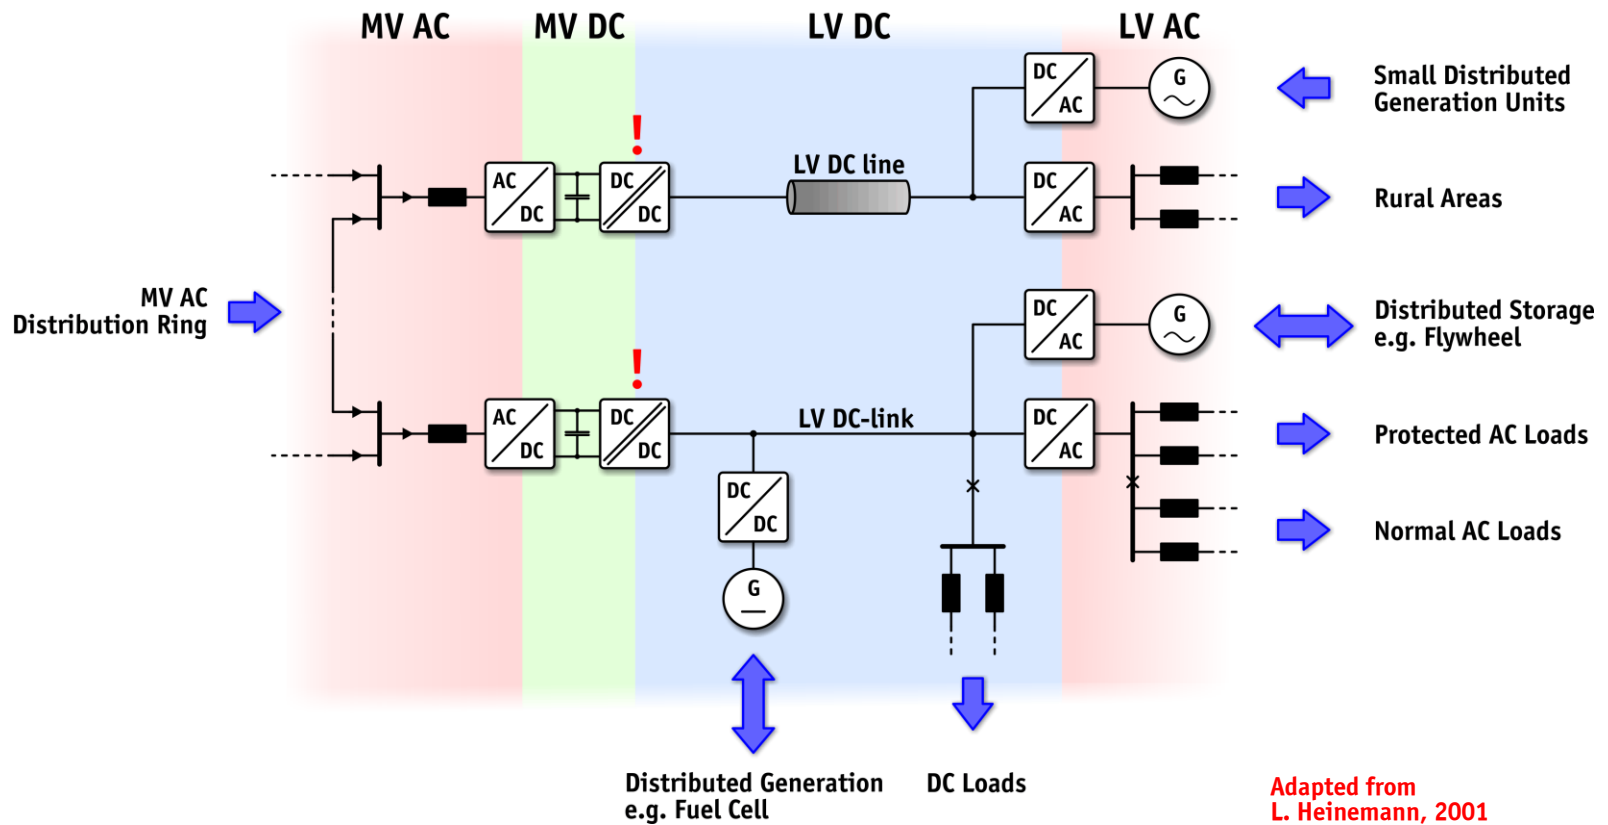 MV AC
MV DC
LV DC
LV AC
DC
AC
G
Small Distributed
Generation Units
!
LV DC line
AC
DC
DC
DC
DC
AC
Rural Areas
MV AC
Distribution Ring
DC
AC
G
Distributed Storage
e.g. Flywheel
!
LV DC-link
AC
DC
DC
DC
DC
AC
Protected AC Loads
DC
DC
Normal AC Loads
G
Distributed Generation
e.g. Fuel Cell
DC Loads
Adapted from
L. Heinemann, 2001